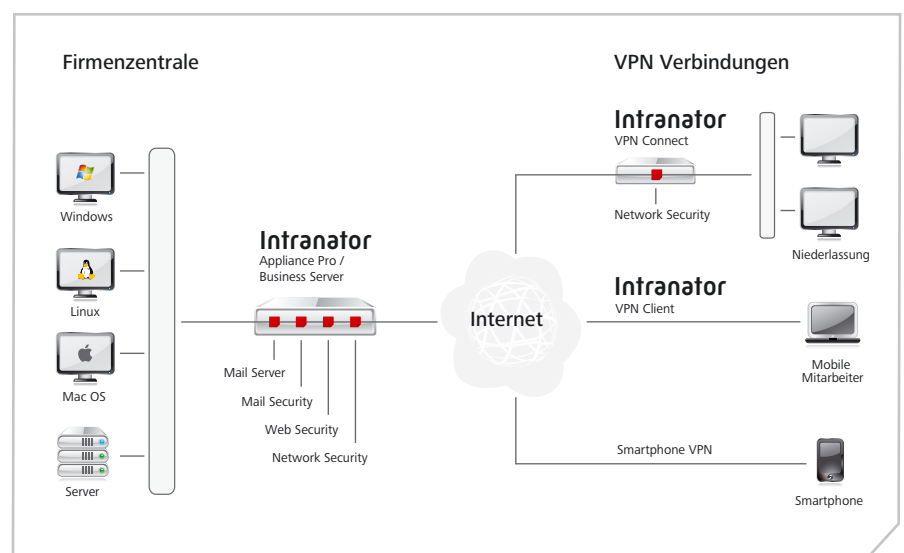 Firmenzentrale
VPN Verbindungen
Intranator
VPN Connect
Network Security
Niederlassung
Windows
Linux
Mac OS
Server
Intranator
Appliance Pro /
Business Server
Mail Server
Mail Security
Web Security
Network Security
Internet
Intranator
VPN Client
Mobile
Mitarbeiter
Smartphone VPN
Smartphone